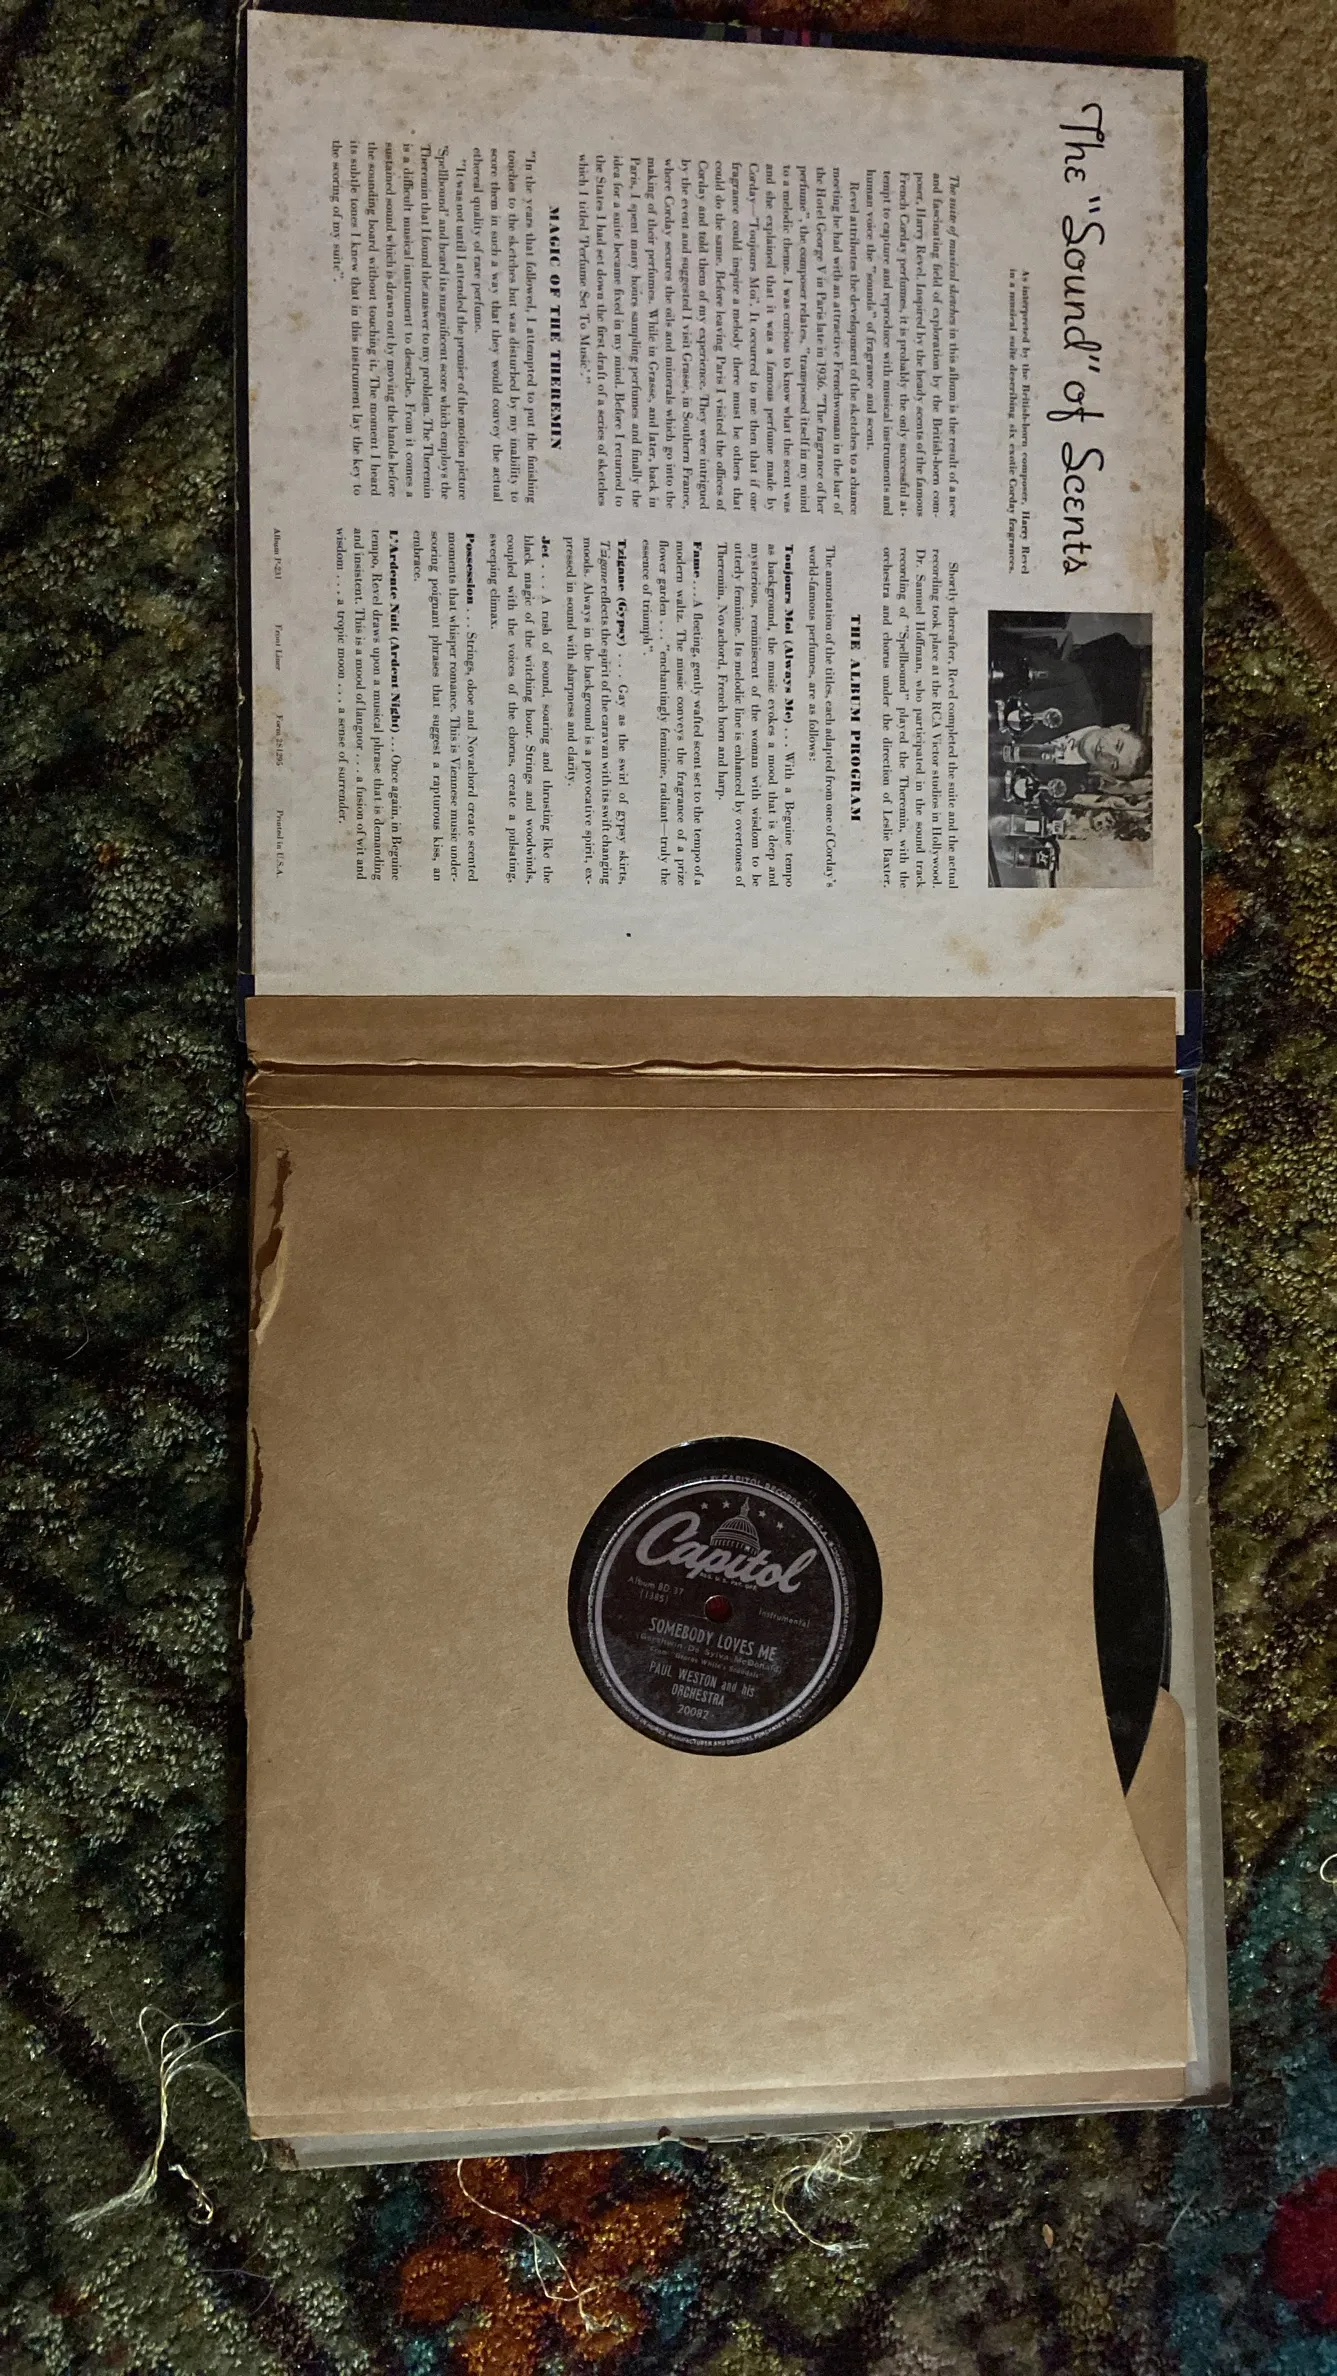 The "Sound" of Scents
As interpreted by the British-born composer, Harry Revel
in a musical suite describing six exotic Corday fragrances.
The suite of musical sketches in this album is the result of a new
and fascinating field of exploration by the British-born com-
poser, Harry Revel. Inspired by the heady scents of the famous
French Corday perfumes, it is probably the only successful at-
tempt to capture and reproduce with musical instruments and
human voice the "sounds" of fragrance and scent.
Revel attributes the development of the sketches to a chance
meeting he had with an attractive Frenchwoman in the bar of
the Hotel George V in Paris late in 1936. "The fragrance of her
perfume", the composer relates, "transposed itself in my mind
to a melodic theme. I was curious to know what the scent was
and she explained that it was a famous perfume made by
Corday—"Toujours Moi'. It occurred to me then that if one
fragrance could inspire a melody there must be others that
could do the same. Before leaving Paris I visited the offices of
Corday and told them of my experience. They were intrigued
by the event and suggested I visit Grasse, in Southern France,
where Corday secures the oils and minerals which go into the
making of their perfumes. While in Grasse, and later, back in
Paris, I spent many hours sampling perfumes and finally the
idea for a suite became fixed in my mind. Before I returned to
the States I had set down the first draft of a series of sketches
which I titled 'Perfume Set To Music'."
MAGIC OF THE THEREMIN
"In the years that followed, I attempted to put the finishing
touches to the sketches but was disturbed by my inability to
score them in such a way that they would convey the actual
ethereal quality of rare perfume.
"It was not until I attended the premier of the motion picture
'Spellbound' and heard its magnificent score which employs the
Theremin that I found the answer to my problem. The Theremin
is a difficult musical instrument to describe. From it comes a
sustained sound which is drawn out by moving the hands before
the sounding board without touching it. The moment I heard
its subtle tones I knew that in this instrument lay the key to
the scoring of my suite".
Shortly thereafter, Revel completed the suite and the actual
recording took place at the RCA Victor studios in Hollywood.
Dr. Samuel Hoffman, who participated in the sound track
recording of "Spellbound" played the Theremin, with the
orchestra and chorus under the direction of Leslie Baxter.
THE ALBUM PROGRAM
The annotation of the titles, each adapted from one of Corday's
world-famous perfumes, are as follows:
Toujours Moi (Always Me) . . . With a Beguine tempo
as background, the music evokes a mood that is deep and
mysterious, reminiscent of the woman with wisdom to be
utterly feminine. Its melodic line is enhanced by overtones of
Theremin, Novachord, French horn and harp.
Fame . . . A fleeting, gently wafted scent set to the tempo of a
modern waltz. The music conveys the fragrance of a prize
flower garden . . . "enchantingly feminine, radiant—truly the
essence of triumph".
Tzigane (Gypsy) . . . Gay as the swirl of gypsy skirts,
Tzigane reflects the spirit of the caravan with its swift changing
moods. Always in the background is a provocative spirit, ex-
pressed in sound with sharpness and clarity.
Jet . . . A rush of sound, soaring and thrusting like the
black magic of the witching hour. Strings and woodwinds,
coupled with the voices of the chorus, create a pulsating,
sweeping climax.
Possession . . . Strings, oboe and Novachord create scented
moments that whisper romance. This is Viennese music under-
scoring poignant phrases that suggest a rapturous kiss, an
embrace.
L'Ardente Nuit (Ardent Night) . . . Once again, in Beguine
tempo, Revel draws upon a musical phrase that is demanding
and insistent. This is a mood of languor . . . a fusion of wit and
wisdom . . . a tropic moon . . . a sense of surrender.
Album P-231 Front Liner Form 2S1295 Printed in U.S.A.
Capitol
Album BD 37
(1385)
Instrumental
SOMEBODY LOVES ME
(Gershwin-De Sylva-McDonald)
From "George White's Scandals"
PAUL WESTON and his
ORCHESTRA
20082